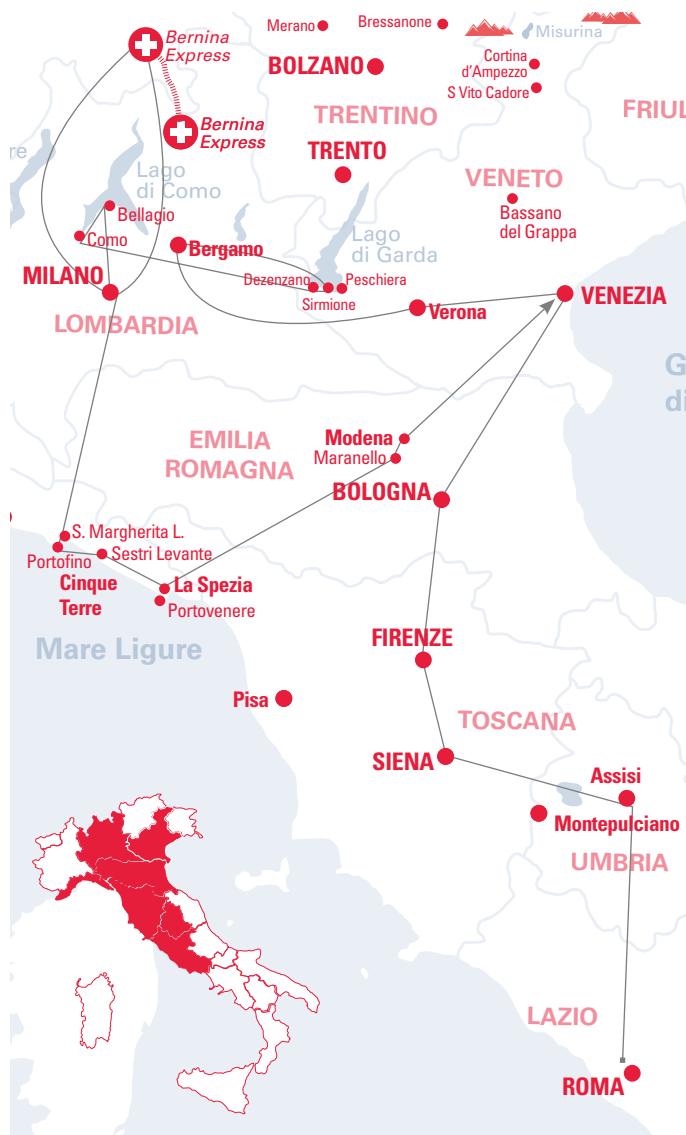 Merano
Bressanone
Misurina
Bernina
Express
BOLZANO
Cortina
d'Ampezzo
S Vito Cadore
TRENTINO
FRIUL
Bernina
Express
re
TRENTO
Lago
di Como
VENETO
Bellagio
Bassano
del Grappa
Como
Bergamo
Lago
di Garda
MILANO
Dezenzano
Peschiera
Sirmione
VENEZIA
Verona
LOMBARDIA
G
di
EMILIA
ROMAGNA
Modena
Maranello
BOLOGNA
S. Margherita L.
Portofino
Sestri Levante
Cinque
Terre
La Spezia
Portovenere
FIRENZE
Mare Ligure
Pisa
TOSCANA
SIENA
Assisi
Montepulciano
UMBRIA
LAZIO
ROMA